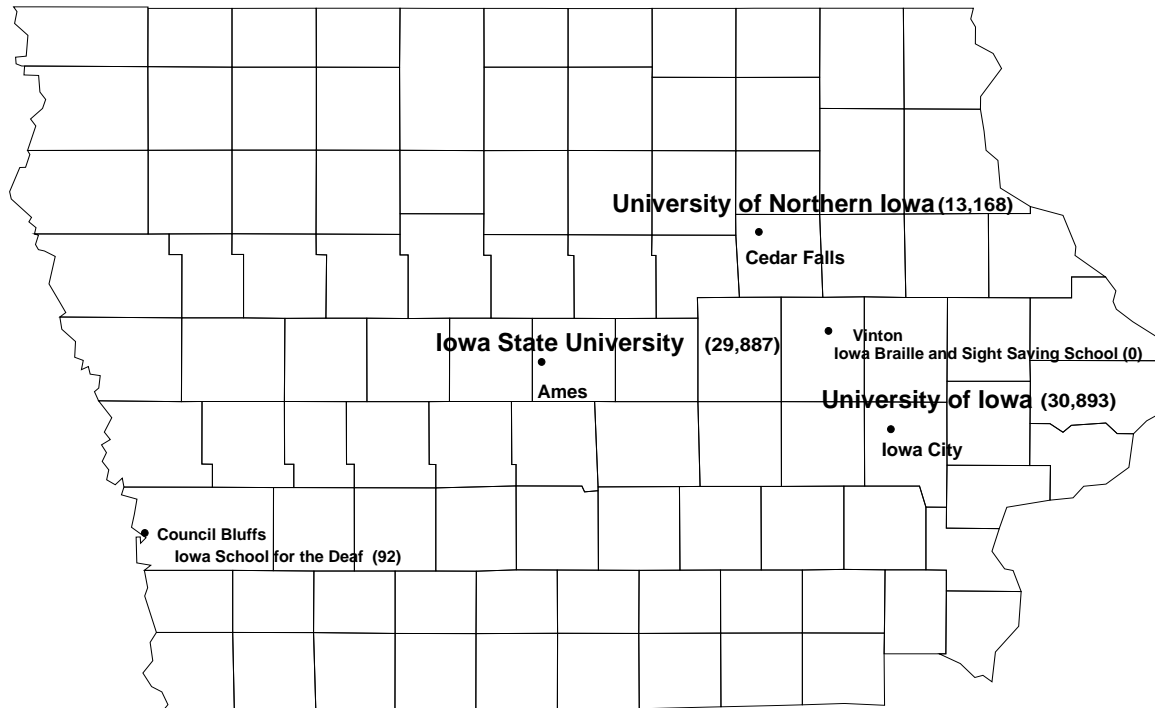 University of Northern Iowa (13,168)
Cedar Falls
Vinton
Iowa State University (29,887)
Iowa Braille and Sight Saving School (0)
Ames
University of Iowa (30,893)
Iowa City
Council Bluffs
Iowa School for the Deaf (92)